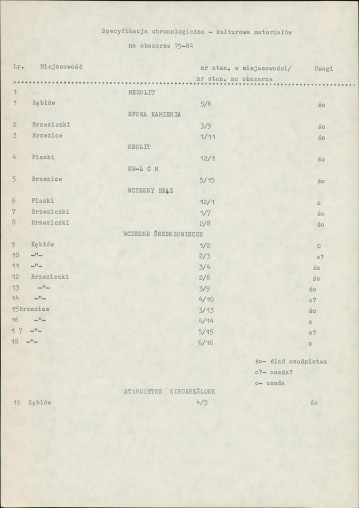 Specyfikacja chronologiczno - kulturowa materiałów
na obszarze 79-84
Lp. Miejscowość nr stan. w miejscowości/ Uwagi
nr stan. na obszarze
1 MEZOLIT
1 Kębłów 5/6 śo
EPOKA KAMIENIA
2 Brzeziczki 3/9 śo
3 Brzezice 1/11 śo
NEOLIT
4 Piaski 12/1 śo
KW-Ł C M
5 Brzezice 5/15 śo
WCZESNY BRĄZ
6 Piaski 12/1 o
7 Brzeziczki 1/7 śo
8 Brzeziczki 2/8 śo
WCZESNE ŚREDNIOWIECZE
9 Kębłów 1/2 O
10 -"- 2/3 o?
11 -"- 3/4 śo
12 Brzeziczki 2/8 śo
13 -"- 3/9 śo
14 -"- 4/10 o?
15 Brzezice 3/13 śo
16 -"- 4/14 o
17 -"- 5/15 o?
18 -"- 6/16 o
śo- ślad osadnictwa
o?- osada?
o- osada
STAROŻYTNE NIEOKREŚLONE
19 Kębłów 4/5 śo